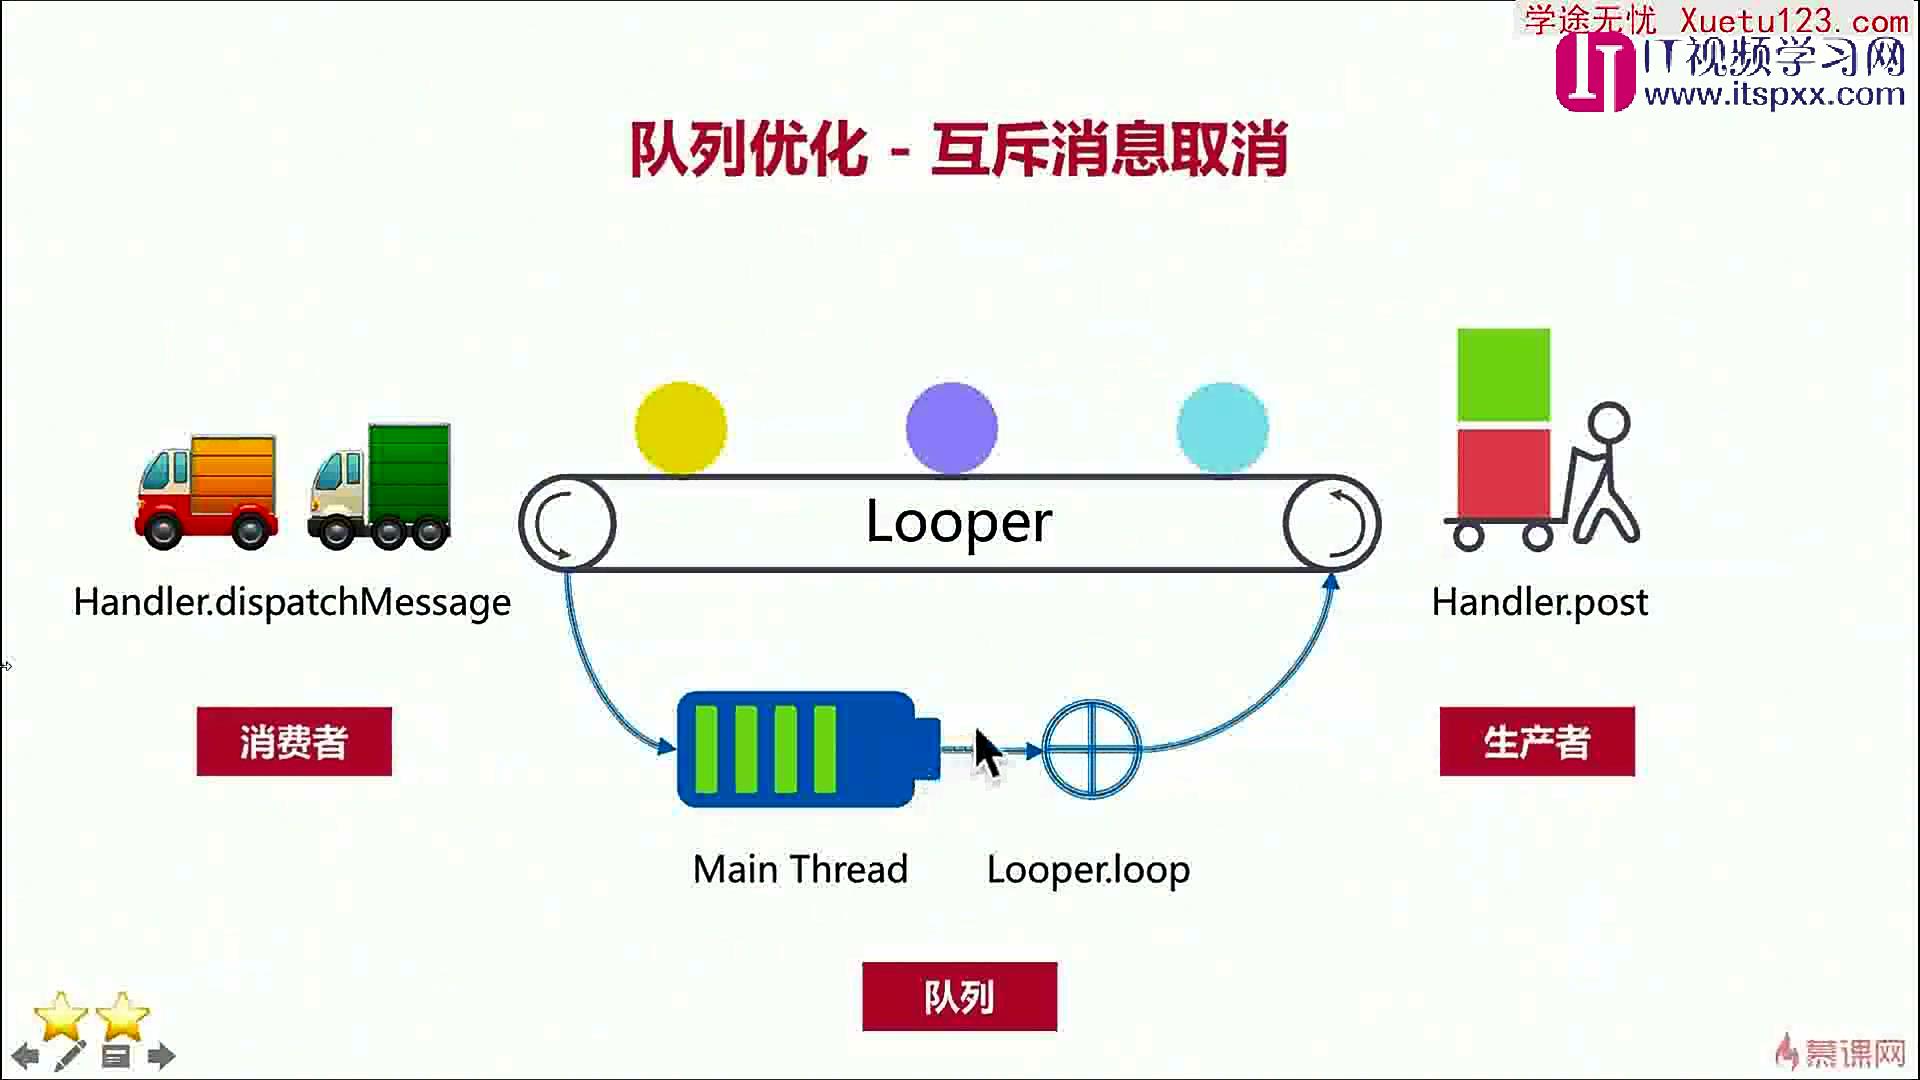 学途无忧 Xuetu123.com
IT视频学习网
www.itspxx.com
队列优化 - 互斥消息取消
Looper
Handler.dispatchMessage
Handler.post
消费者
生产者
Main Thread
Looper.loop
队列
慕课网